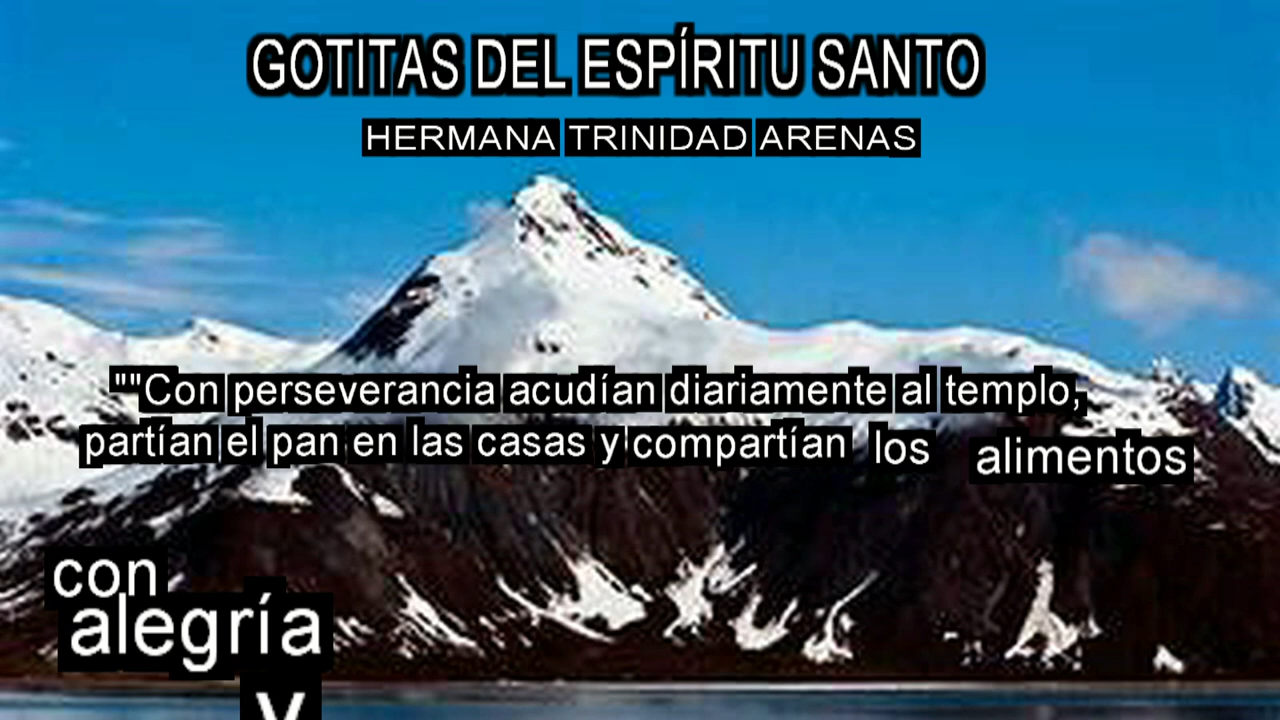 GOTITAS DEL ESPÍRITU SANTO
HERMANA TRINIDAD ARENAS
""Con perseverancia acudían diariamente al templo,
partían el pan en las casas y compartían los alimentos
con
alegría
y